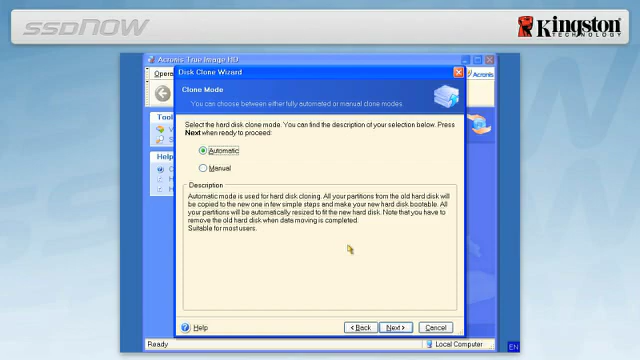 SSDNOW
Kingston
TECHNOLOGY
Acronis True Image HD
Disk Clone Wizard
Opera
Acronis
Clone Mode
You can choose between either fully automated or manual clone modes
Select the hard disk clone mode. You can find the description of your selection below. Press
Next when ready to proceed:
Tool
Automatic
Help
Manual
Description
Automatic mode is used for hard disk cloning. All your partitions from the old hard disk will
be copied to the new one in few simple steps and make your new hard disk bootable. All
your partitions will be automatically resized to fit the new hard disk. Note that you have to
remove the old hard disk when data moving is completed.
Suitable for most users.
Help
< Back
Next >
Cancel
Ready
Local Computer
EN